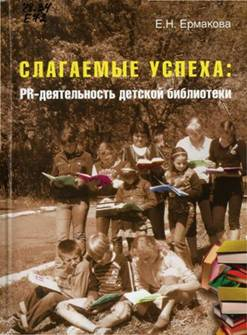 Е.Н. Ермакова
СЛАГАЕМЫЕ УСПЕХА:
PR-деятельность детской библиотеки